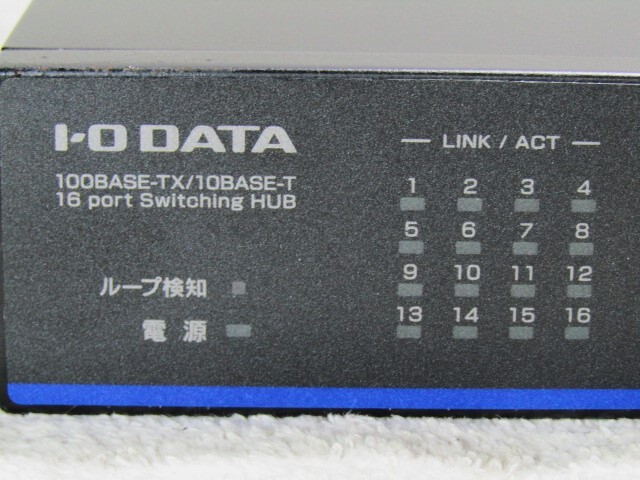 I-O DATA
100BASE-TX/10BASE-T
16 port Switching HUB
ループ検知
電源
LINK / ACT
1 2 3 4
5 6 7 8
9 10 11 12
13 14 15 16